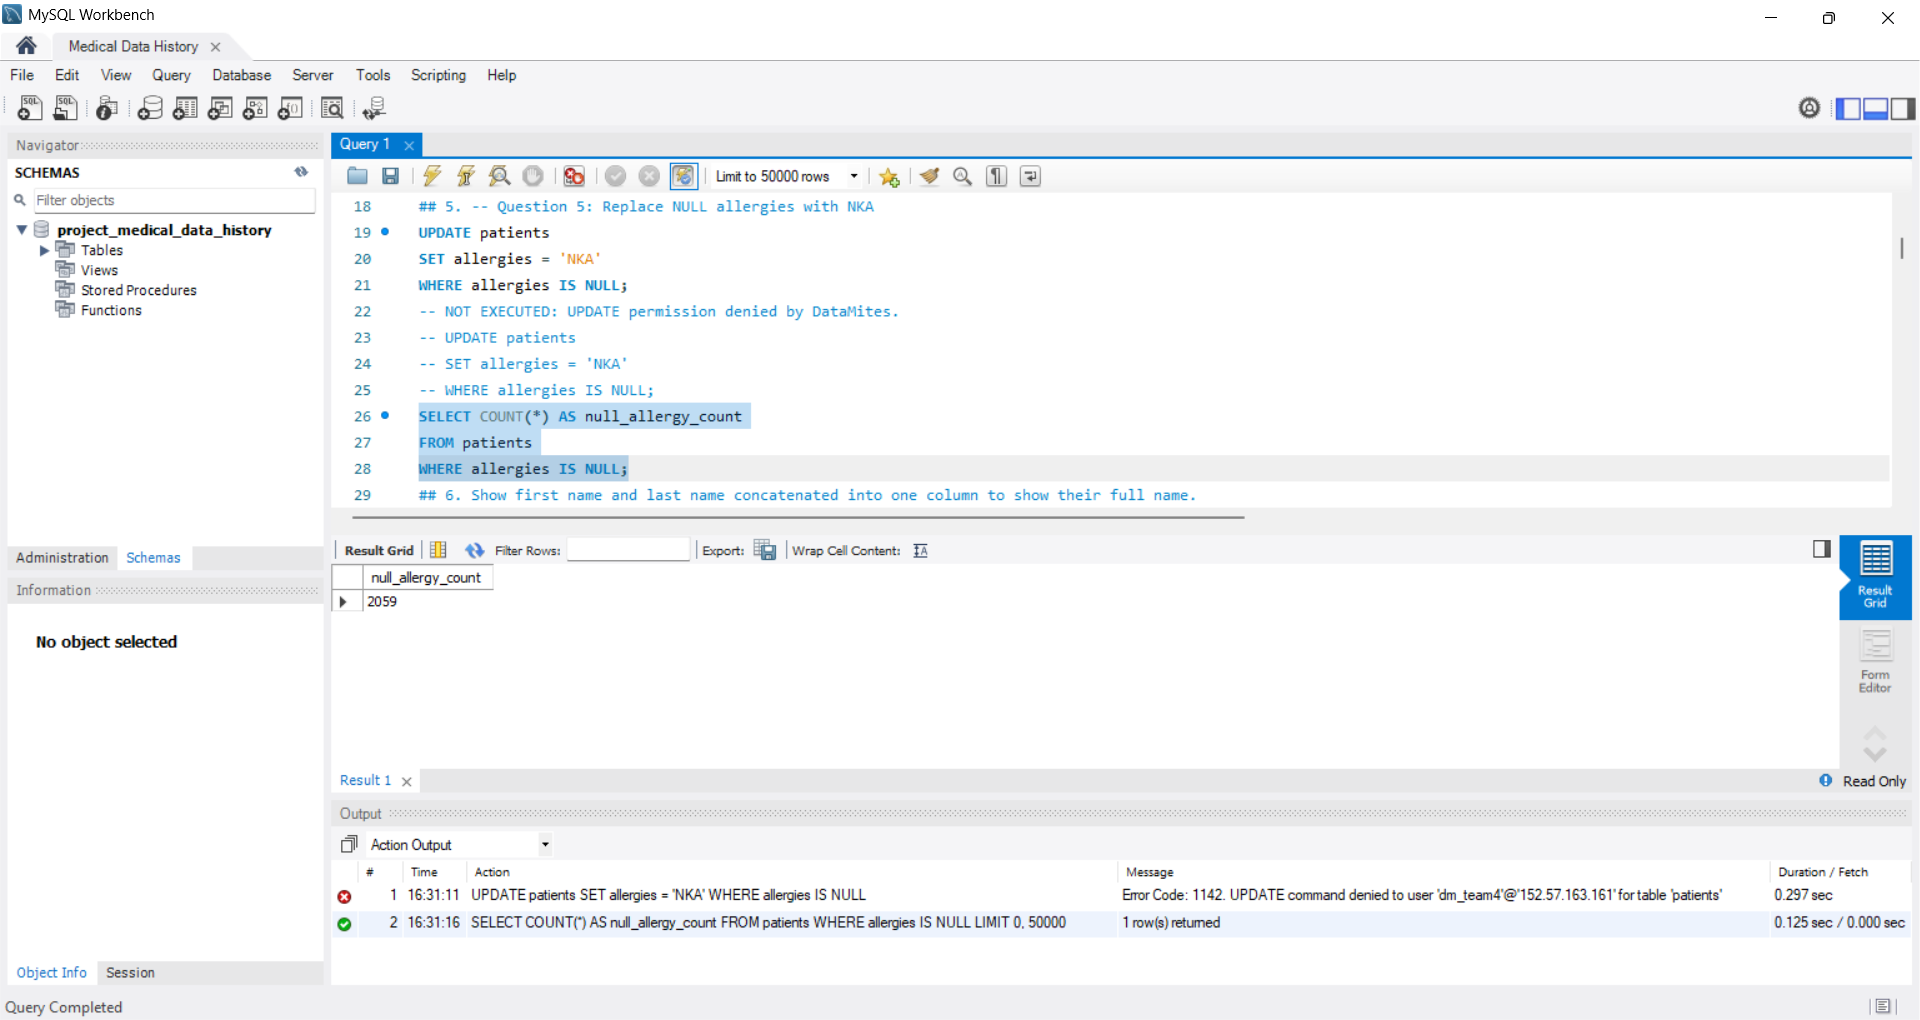 MySQL Workbench
Medical Data History
File Edit View Query Database Server Tools Scripting Help
Navigator
SCHEMAS
Filter objects
project_medical_data_history
Tables
Views
Stored Procedures
Functions
Administration Schemas
Information
No object selected
Object Info Session
Query 1
Limit to 50000 rows
18 ## 5. -- Question 5: Replace NULL allergies with NKA
19 UPDATE patients
20 SET allergies = 'NKA'
21 WHERE allergies IS NULL;
22 -- NOT EXECUTED: UPDATE permission denied by DataMites.
23 -- UPDATE patients
24 -- SET allergies = 'NKA'
25 -- WHERE allergies IS NULL;
26 SELECT COUNT(*) AS null_allergy_count
27 FROM patients
28 WHERE allergies IS NULL;
29 ## 6. Show first name and last name concatenated into one column to show their full name.
Result Grid Filter Rows: Export: Wrap Cell Content:
null_allergy_count
2059
Result
Grid
Form
Editor
Result 1
Read Only
Output
Action Output
# Time Action Message Duration / Fetch
1 16:31:11 UPDATE patients SET allergies = 'NKA' WHERE allergies IS NULL Error Code: 1142. UPDATE command denied to user 'dm_team4'@'152.57.163.161' for table 'patients' 0.297 sec
2 16:31:16 SELECT COUNT(*) AS null_allergy_count FROM patients WHERE allergies IS NULL LIMIT 0, 50000 1 row(s) returned 0.125 sec / 0.000 sec
Query Completed